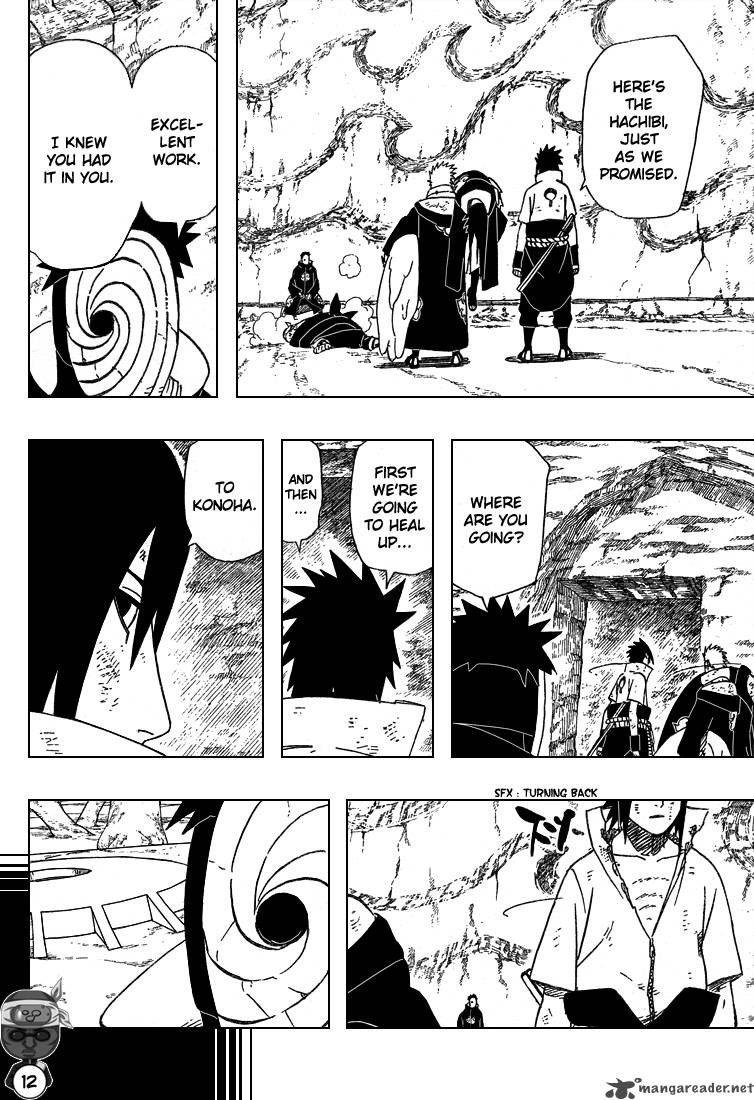 HERE'S
THE
HACHIBI,
JUST
AS WE
PROMISED.
EXCEL-
LENT
WORK.
I KNEW
YOU HAD
IT IN YOU.
WHERE
ARE YOU
GOING?
FIRST
WE'RE
GOING
TO HEAL
UP...
AND
THEN
...
TO
KONOHA.
SFX : TURNING BACK
12
mangareader.net